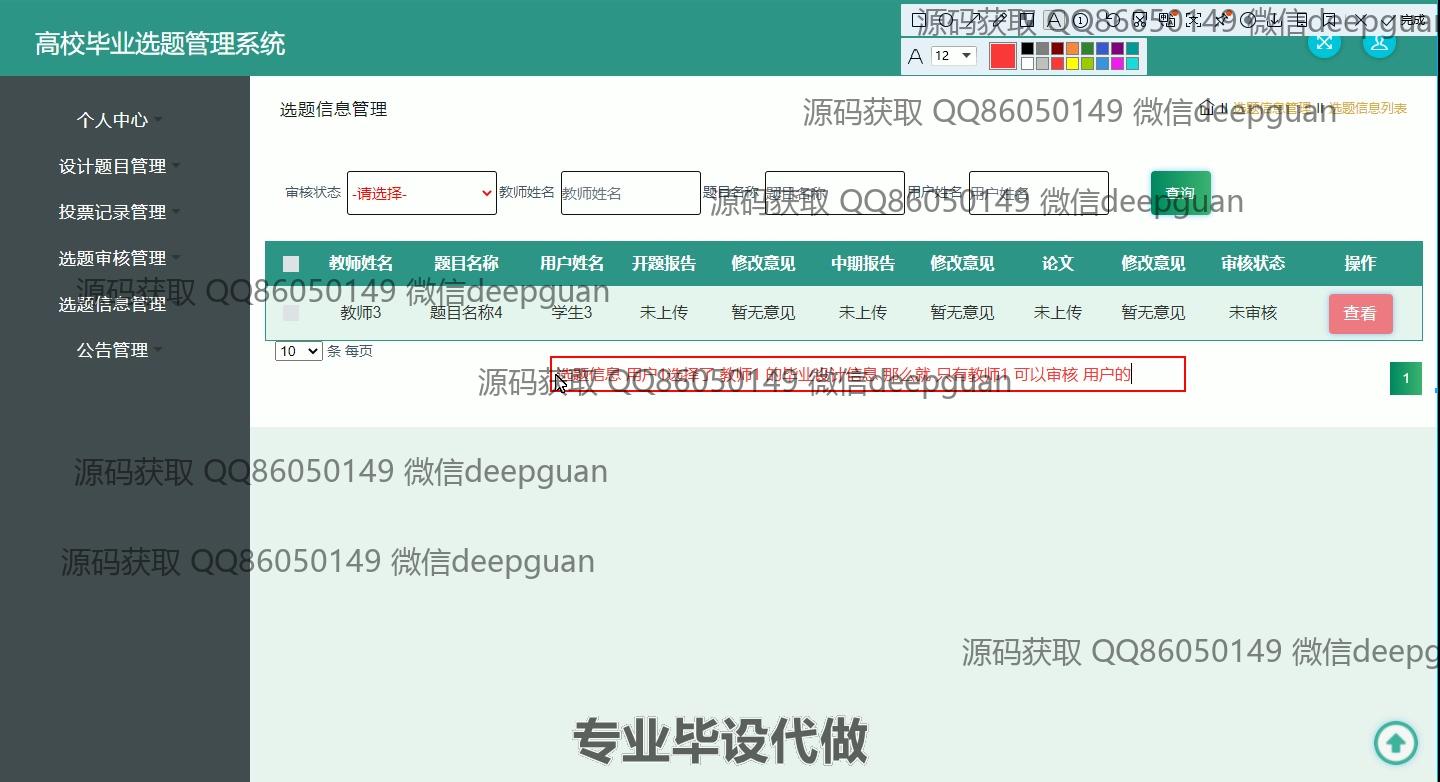 高校毕业选题管理系统
源码获取 QQ86050149 微信deepguan
完成
A 12
个人中心
设计题目管理
投票记录管理
选题审核管理
选题信息管理
公告管理
选题信息管理
源码获取 QQ86050149 微信deepguan
选题信息管理 选题信息列表
审核状态 -请选择- 教师姓名 教师姓名 题目名称 题目名称 用户姓名 用户姓名 查询
源码获取 QQ86050149 微信deepguan
教师姓名 题目名称 用户姓名 开题报告 修改意见 中期报告 修改意见 论文 修改意见 审核状态 操作
源码获取 QQ86050149 微信deepguan
教师3 题目名称4 学生3 未上传 暂无意见 未上传 暂无意见 未上传 暂无意见 未审核 查看
10 条 每页
选题信息 用户1选择了 教师1 的毕业设计信息 那么就 只有教师1 可以审核 用户的
源码获取 QQ86050149 微信deepguan
1
源码获取 QQ86050149 微信deepguan
源码获取 QQ86050149 微信deepguan
源码获取 QQ86050149 微信deepg
专业毕设代做